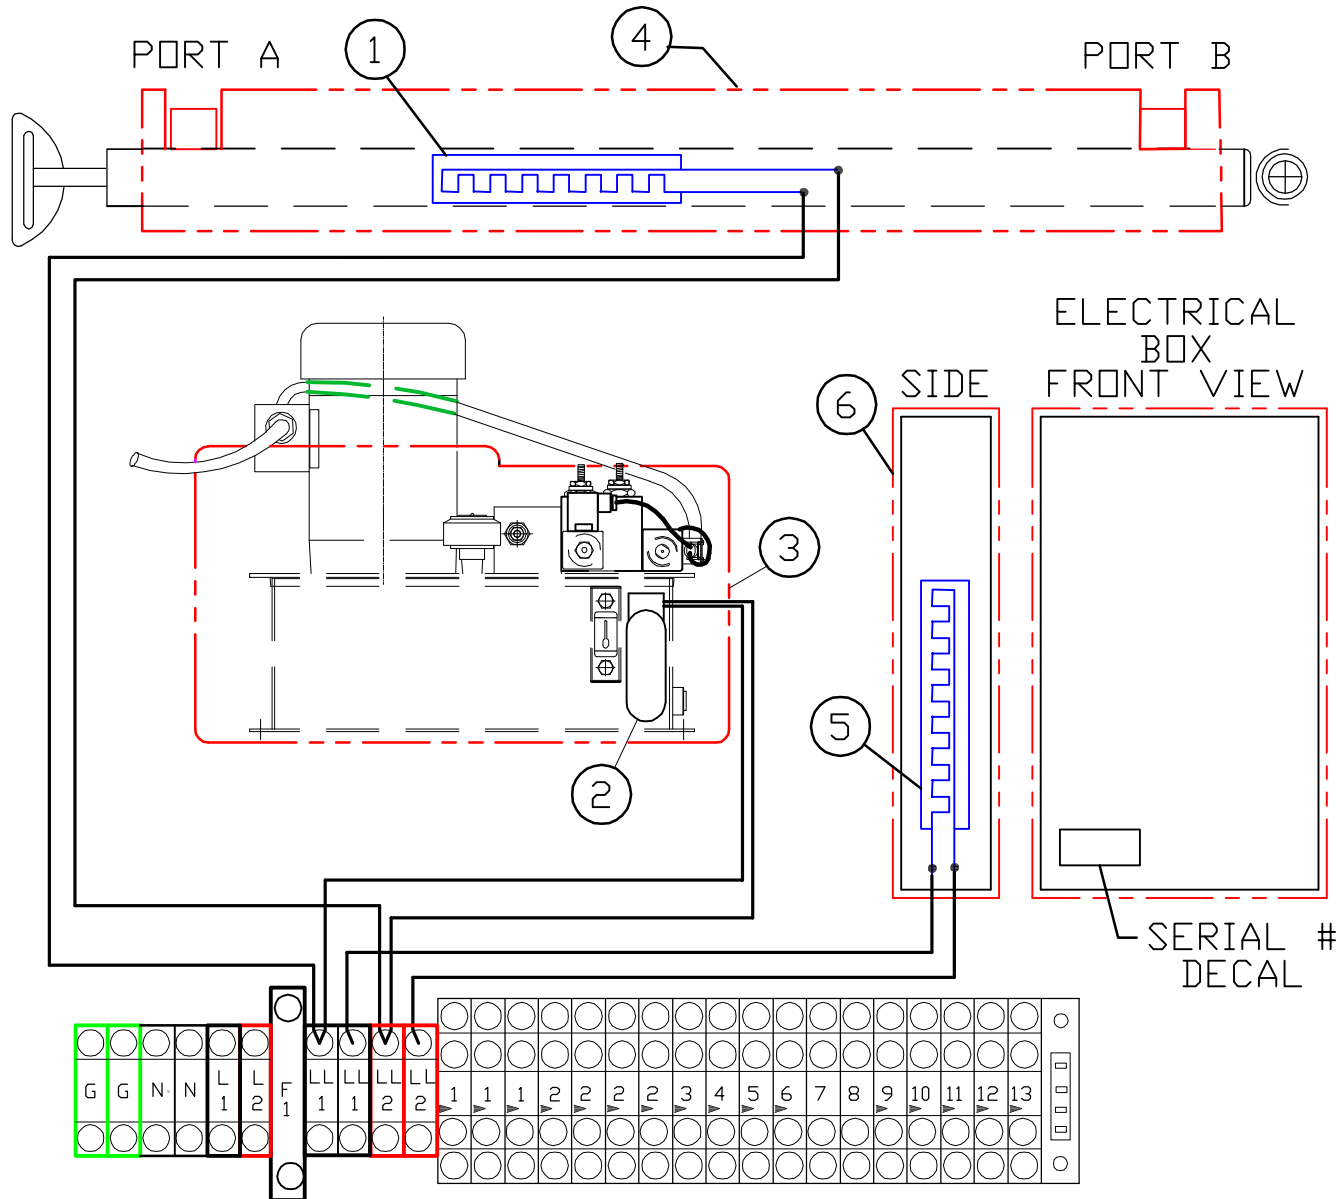 PORT A
1
4
PORT B
ELECTRICAL
BOX
SIDE
FRONT VIEW
6
3
5
2
SERIAL #
DECAL
G G N N L1 L2 F1 LL1 LL1 LL2 LL2 1 1 1 2 2 2 2 3 4 5 6 7 8 9 10 11 12 13